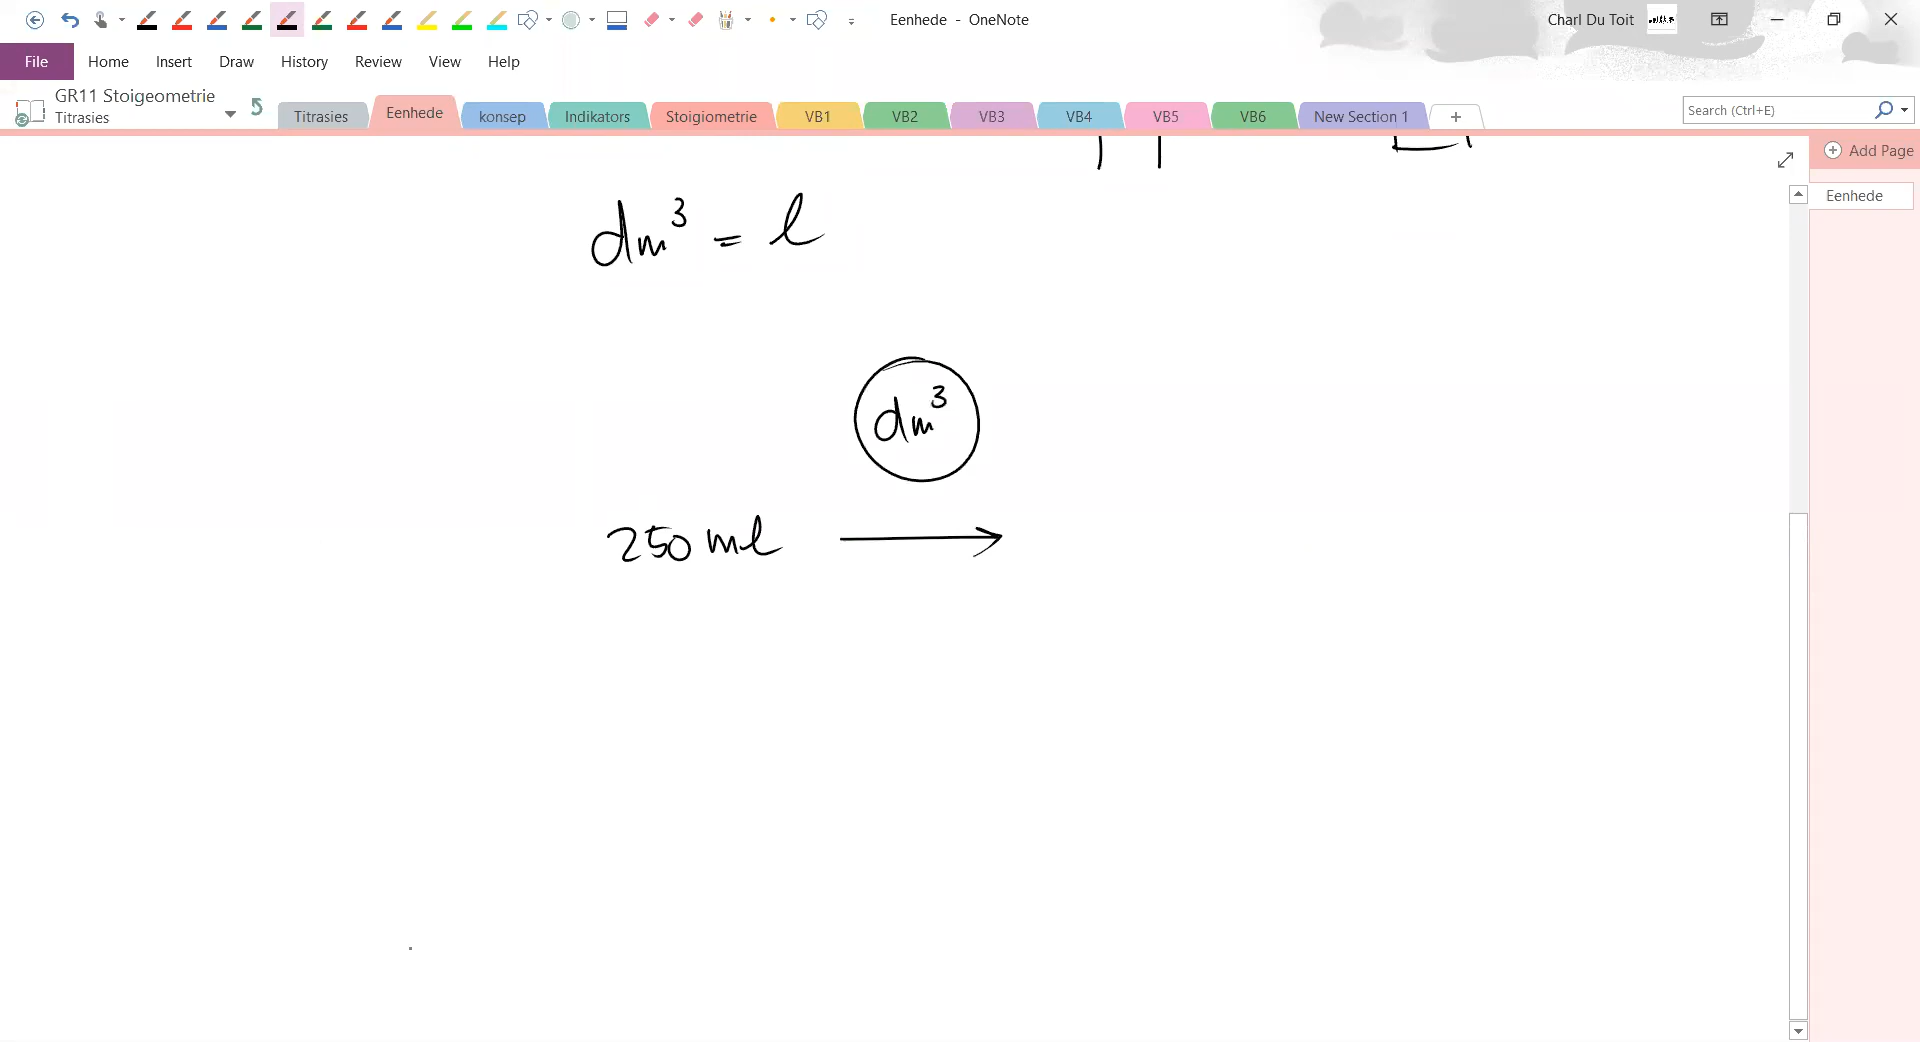 Eenhede - OneNote
Charl Du Toit
File Home Insert Draw History Review View Help
GR11 Stoigeometrie
Titrasies
Titrasies Eenhede konsep Indikators Stoigiometrie VB1 VB2 VB3 VB4 VB5 VB6 New Section 1 +
Search (Ctrl+E)
Add Page
Eenhede
dm³ = l
dm³
250 ml →